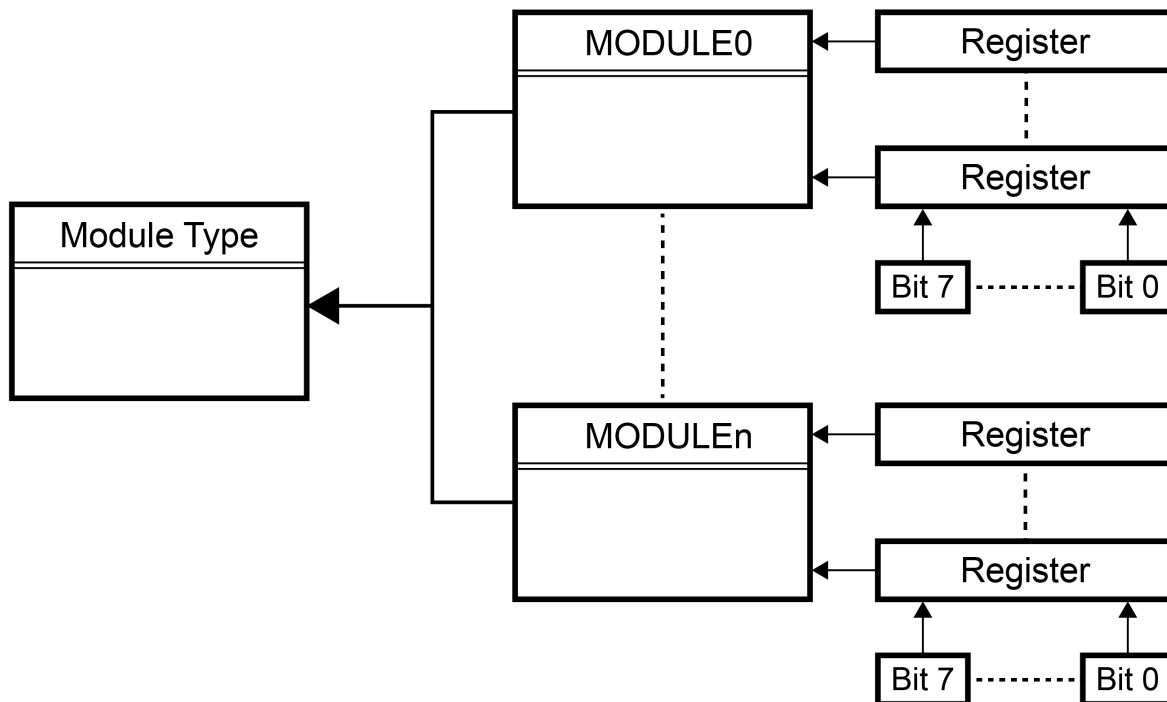 MODULE0
Register
Register
Module Type
Bit 7
Bit 0
MODULEn
Register
Register
Bit 7
Bit 0